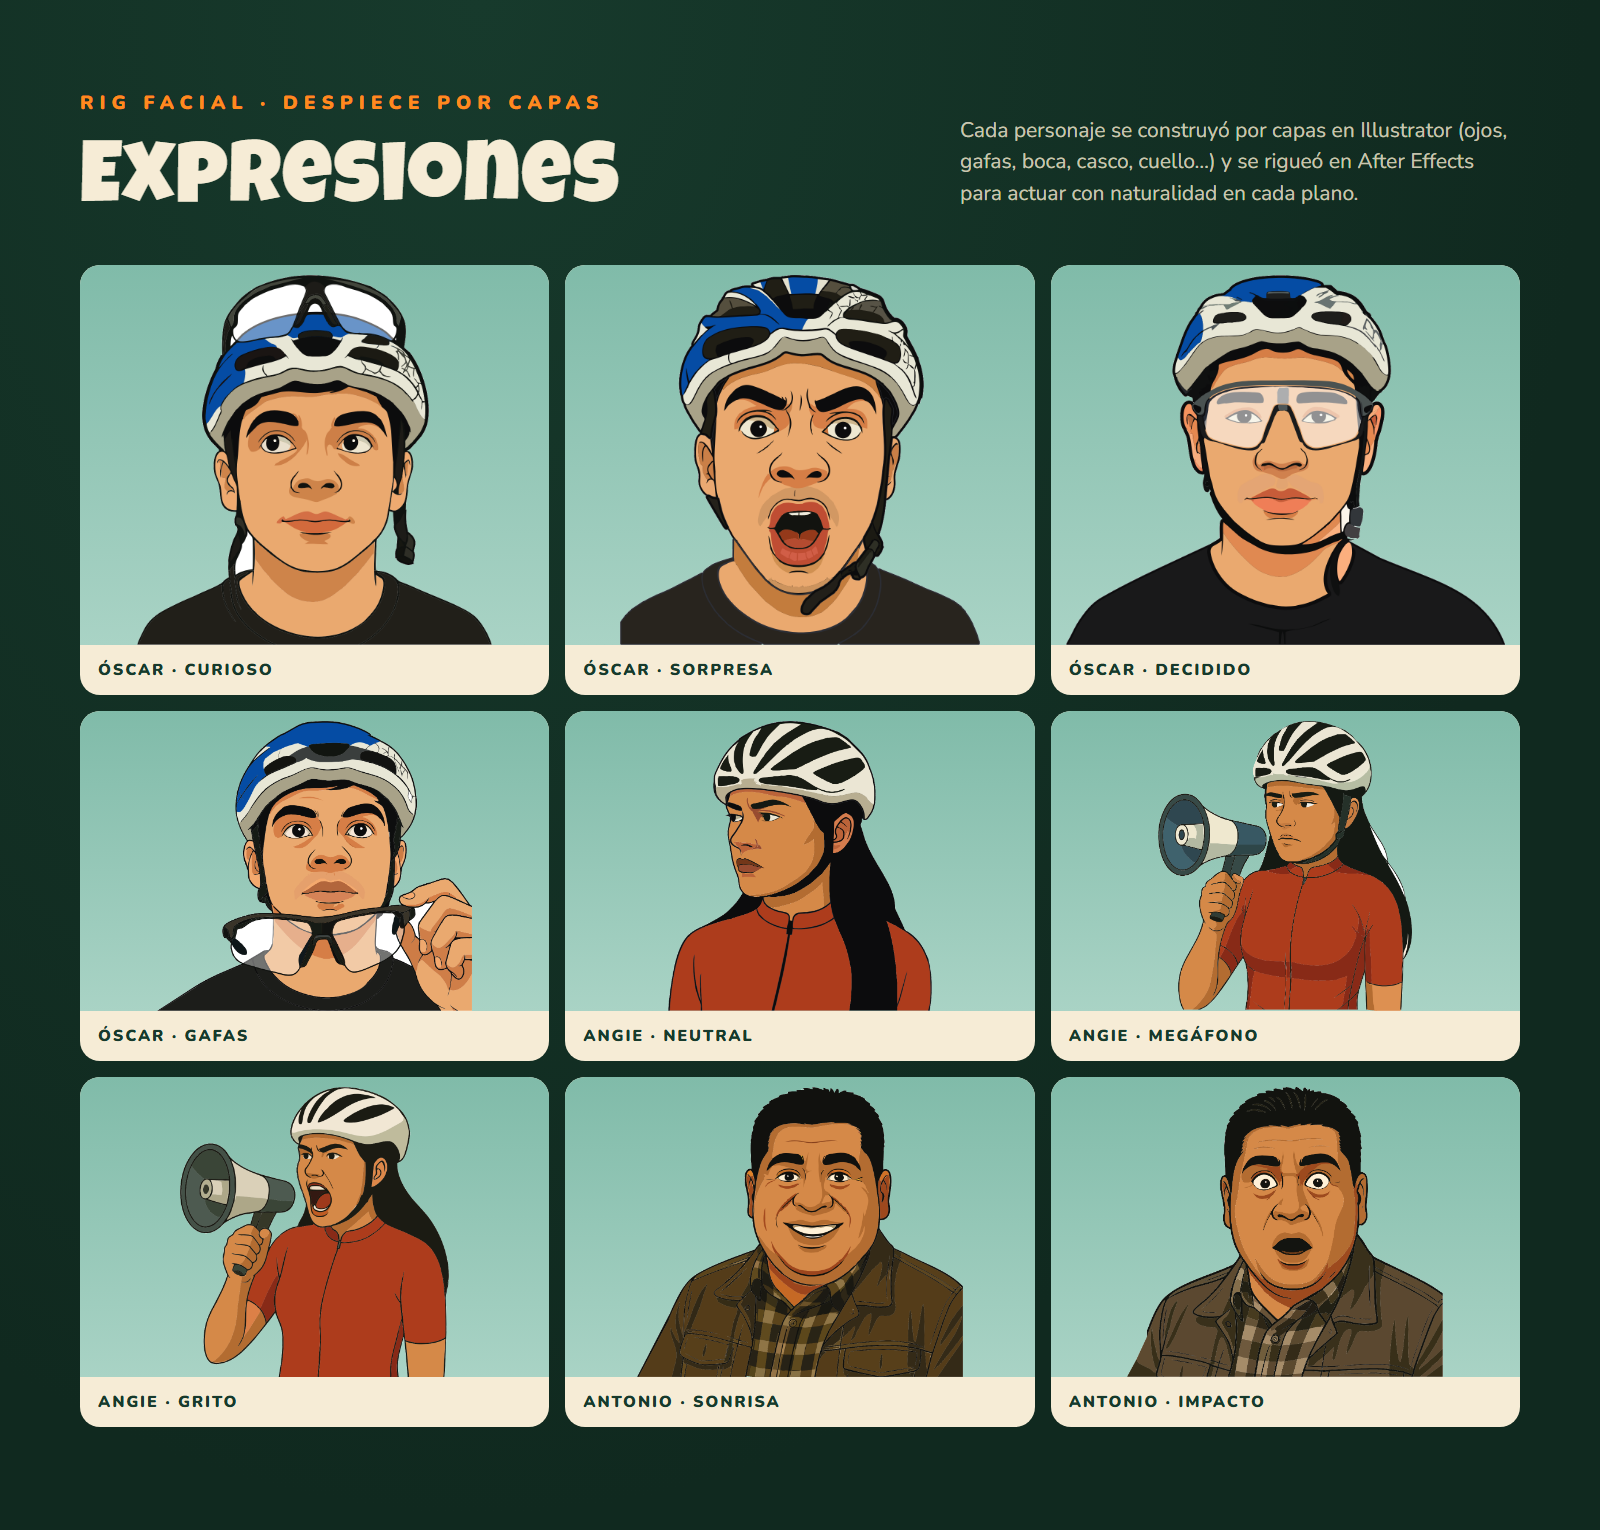 RIG FACIAL · DESPIECE POR CAPAS
Expresiones
Cada personaje se construyó por capas en Illustrator (ojos,
gafas, boca, casco, cuello...) y se rigueó en After Effects
para actuar con naturalidad en cada plano.
ÓSCAR · CURIOSO
ÓSCAR · SORPRESA
ÓSCAR · DECIDIDO
ÓSCAR · GAFAS
ANGIE · NEUTRAL
ANGIE · MEGÁFONO
ANGIE · GRITO
ANTONIO · SONRISA
ANTONIO · IMPACTO